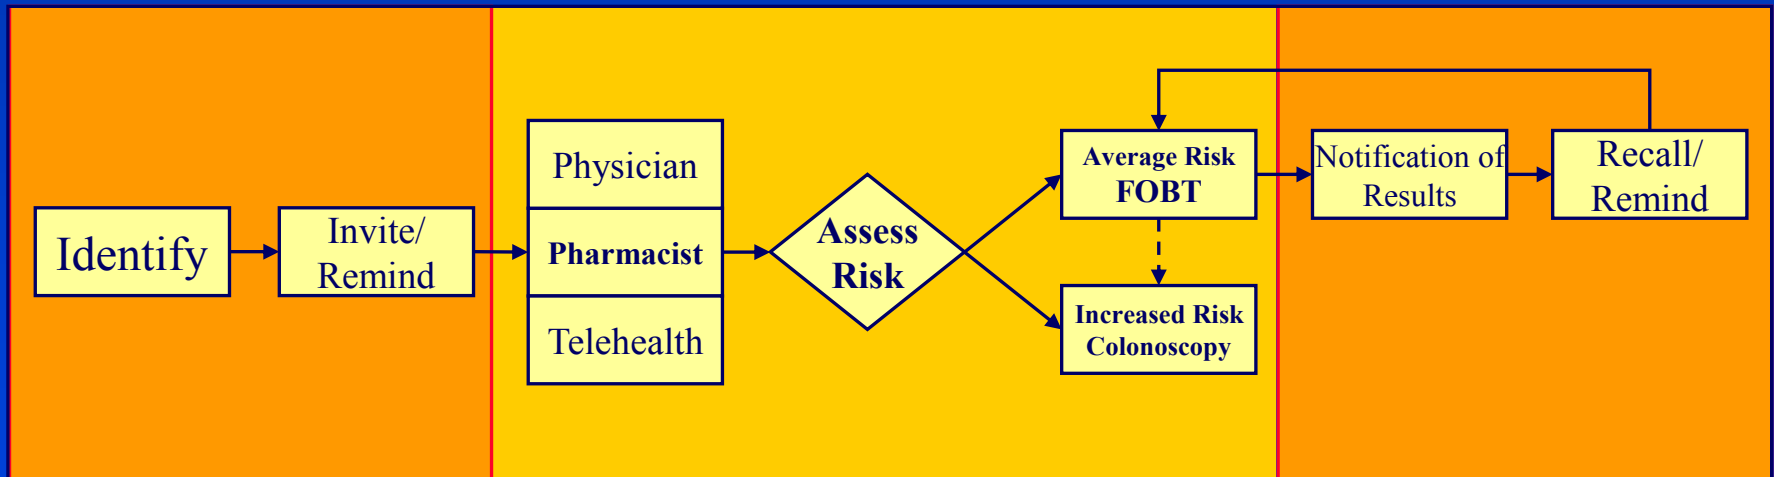 Identify
Invite/
Remind
Physician
Pharmacist
Telehealth
Assess
Risk
Average Risk
FOBT
Increased Risk
Colonoscopy
Notification of
Results
Recall/
Remind